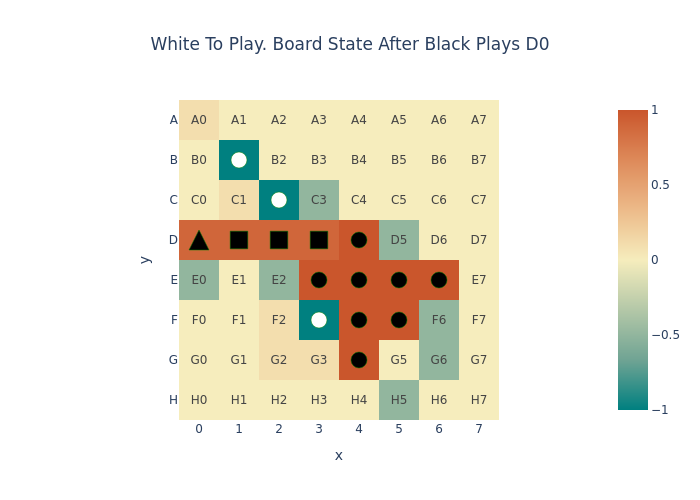 White To Play. Board State After Black Plays D0
A A0 A1 A2 A3 A4 A5 A6 A7
B B0 B2 B3 B4 B5 B6 B7
C C0 C1 C3 C4 C5 C6 C7
D D5 D6 D7
E E0 E1 E2 E7
F F0 F1 F2 F6 F7
G G0 G1 G2 G3 G5 G6 G7
H H0 H1 H2 H3 H4 H5 H6 H7
0 1 2 3 4 5 6 7
x
y
1
0.5
0
−0.5
−1